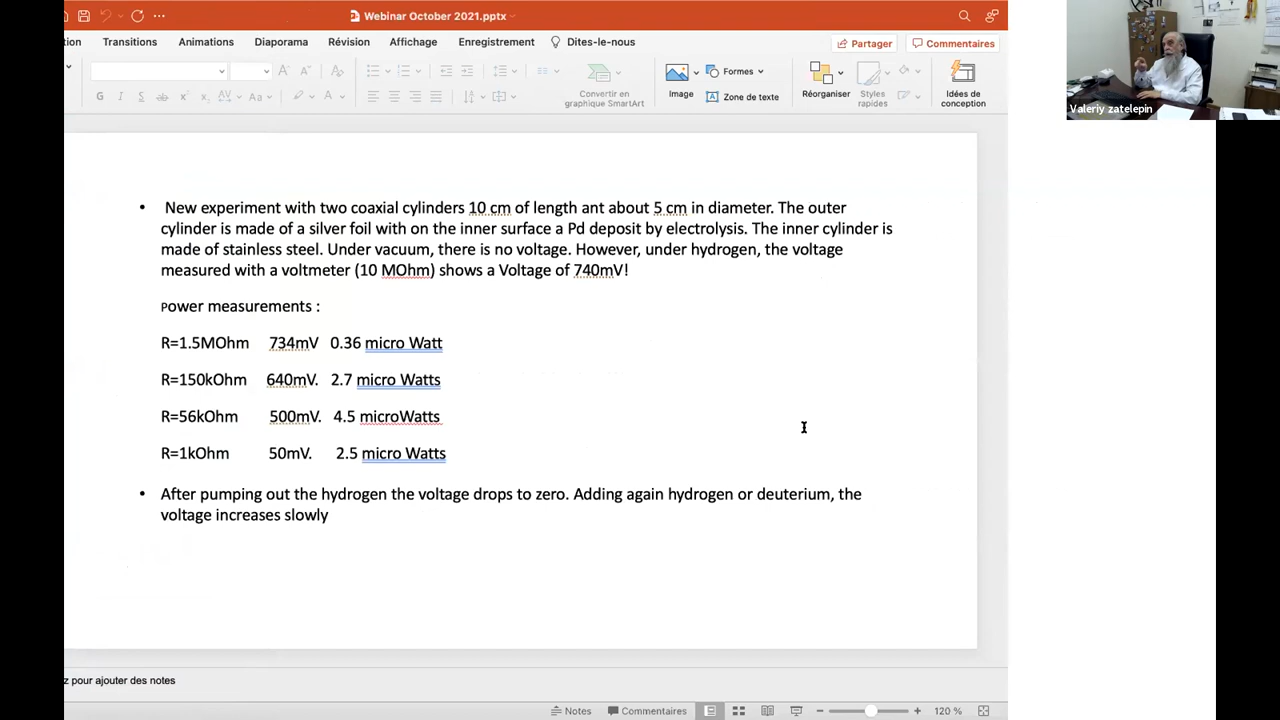 Webinar October 2021.pptx
tion Transitions Animations Diaporama Révision Affichage Enregistrement Dites-le-nous Partager Commentaires
G I S ab x² x₂ AV Aa A
Convertir en
graphique SmartArt
Image
Formes
Zone de texte
Réorganiser
Styles
rapides
Idées de
conception
Valeriy zatelepin
• New experiment with two coaxial cylinders 10 cm of length ant about 5 cm in diameter. The outer
cylinder is made of a silver foil with on the inner surface a Pd deposit by electrolysis. The inner cylinder is
made of stainless steel. Under vacuum, there is no voltage. However, under hydrogen, the voltage
measured with a voltmeter (10 MOhm) shows a Voltage of 740mV!
Power measurements :
R=1.5MOhm 734mV 0.36 micro Watt
R=150kOhm 640mV. 2.7 micro Watts
R=56kOhm 500mV. 4.5 microWatts
R=1kOhm 50mV. 2.5 micro Watts
• After pumping out the hydrogen the voltage drops to zero. Adding again hydrogen or deuterium, the
voltage increases slowly
z pour ajouter des notes
Notes Commentaires 120 %